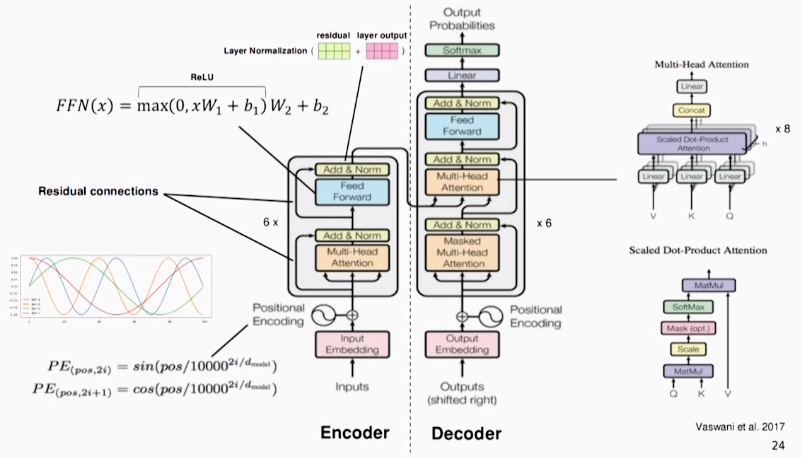 residual layer output
Layer Normalization ( + )
ReLU
FFN(x) = max(0, xW₁ + b₁)W₂ + b₂
Residual connections
6 x
Add & Norm
Feed
Forward
Add & Norm
Multi-Head
Attention
Positional
Encoding
Input
Embedding
Inputs
PE(pos,2i) = sin(pos/10000^{2i/d_model})
PE(pos,2i+1) = cos(pos/10000^{2i/d_model})
Encoder
Output
Probabilities
Softmax
Linear
Add & Norm
Feed
Forward
Add & Norm
Multi-Head
Attention
x 6
Add & Norm
Masked
Multi-Head
Attention
Positional
Encoding
Output
Embedding
Outputs
(shifted right)
Decoder
Multi-Head Attention
Linear
Concat
x 8
Scaled Dot-Product
Attention
h
Linear Linear Linear
V K Q
Scaled Dot-Product Attention
MatMul
SoftMax
Mask (opt.)
Scale
MatMul
Q K V
Vaswani et al. 2017
24